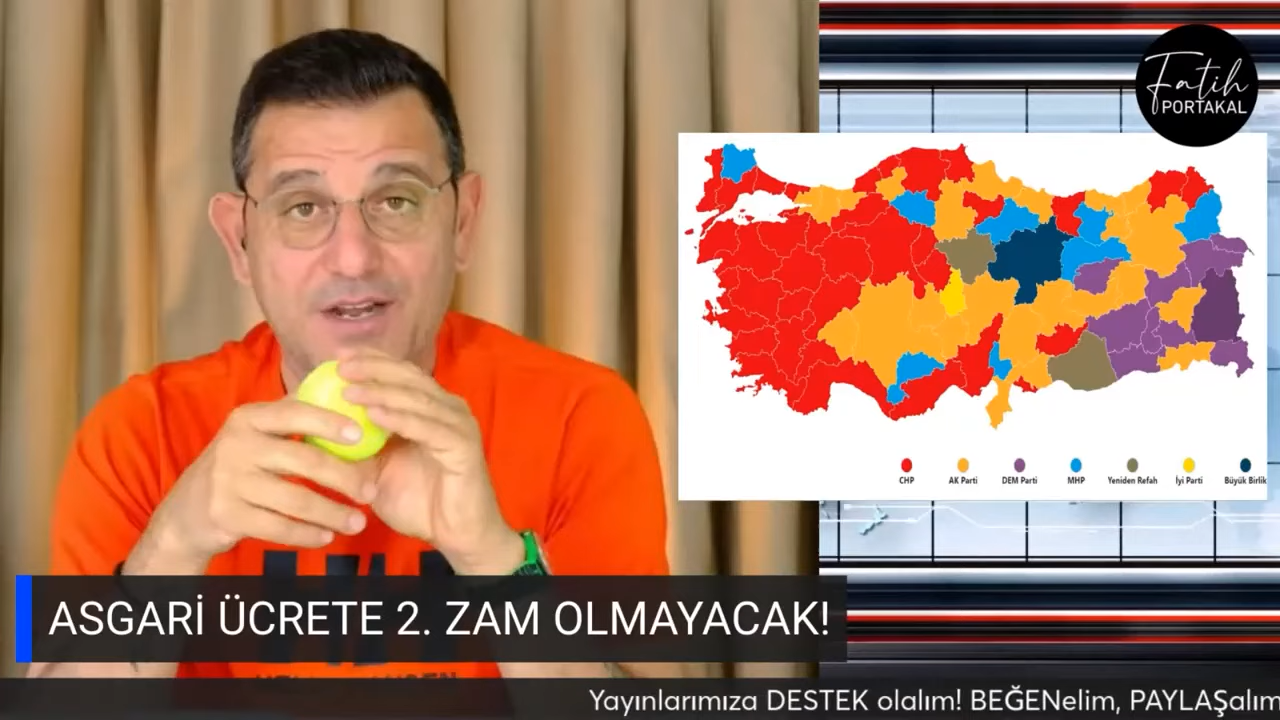 Fatih
PORTAKAL
CHP
AK Parti
DEM Parti
MHP
Yeniden Refah
İyi Parti
Büyük Birlik
ASGARİ ÜCRETE 2. ZAM OLMAYACAK!
Yayınlarımıza DESTEK olalım! BEĞENelim, PAYLAŞalım